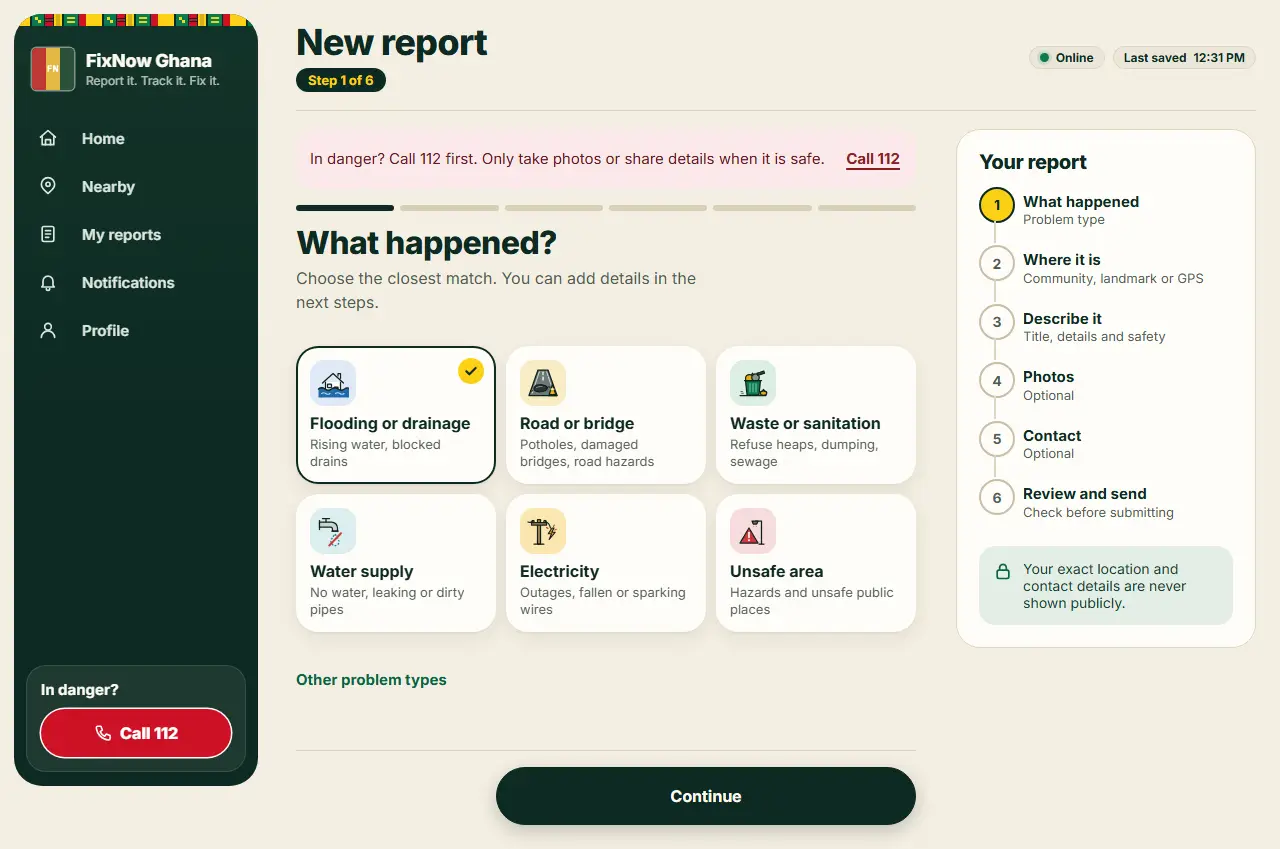 FN
FixNow Ghana
Report it. Track it. Fix it.
Home
Nearby
My reports
Notifications
Profile
In danger?
Call 112
New report
Step 1 of 6
Online
Last saved 12:31 PM
In danger? Call 112 first. Only take photos or share details when it is safe. Call 112
What happened?
Choose the closest match. You can add details in the
next steps.
Flooding or drainage
Rising water, blocked
drains
Road or bridge
Potholes, damaged
bridges, road hazards
Waste or sanitation
Refuse heaps, dumping,
sewage
Water supply
No water, leaking or dirty
pipes
Electricity
Outages, fallen or sparking
wires
Unsafe area
Hazards and unsafe public
places
Other problem types
Continue
Your report
1
What happened
Problem type
2
Where it is
Community, landmark or GPS
3
Describe it
Title, details and safety
4
Photos
Optional
5
Contact
Optional
6
Review and send
Check before submitting
Your exact location and
contact details are never
shown publicly.